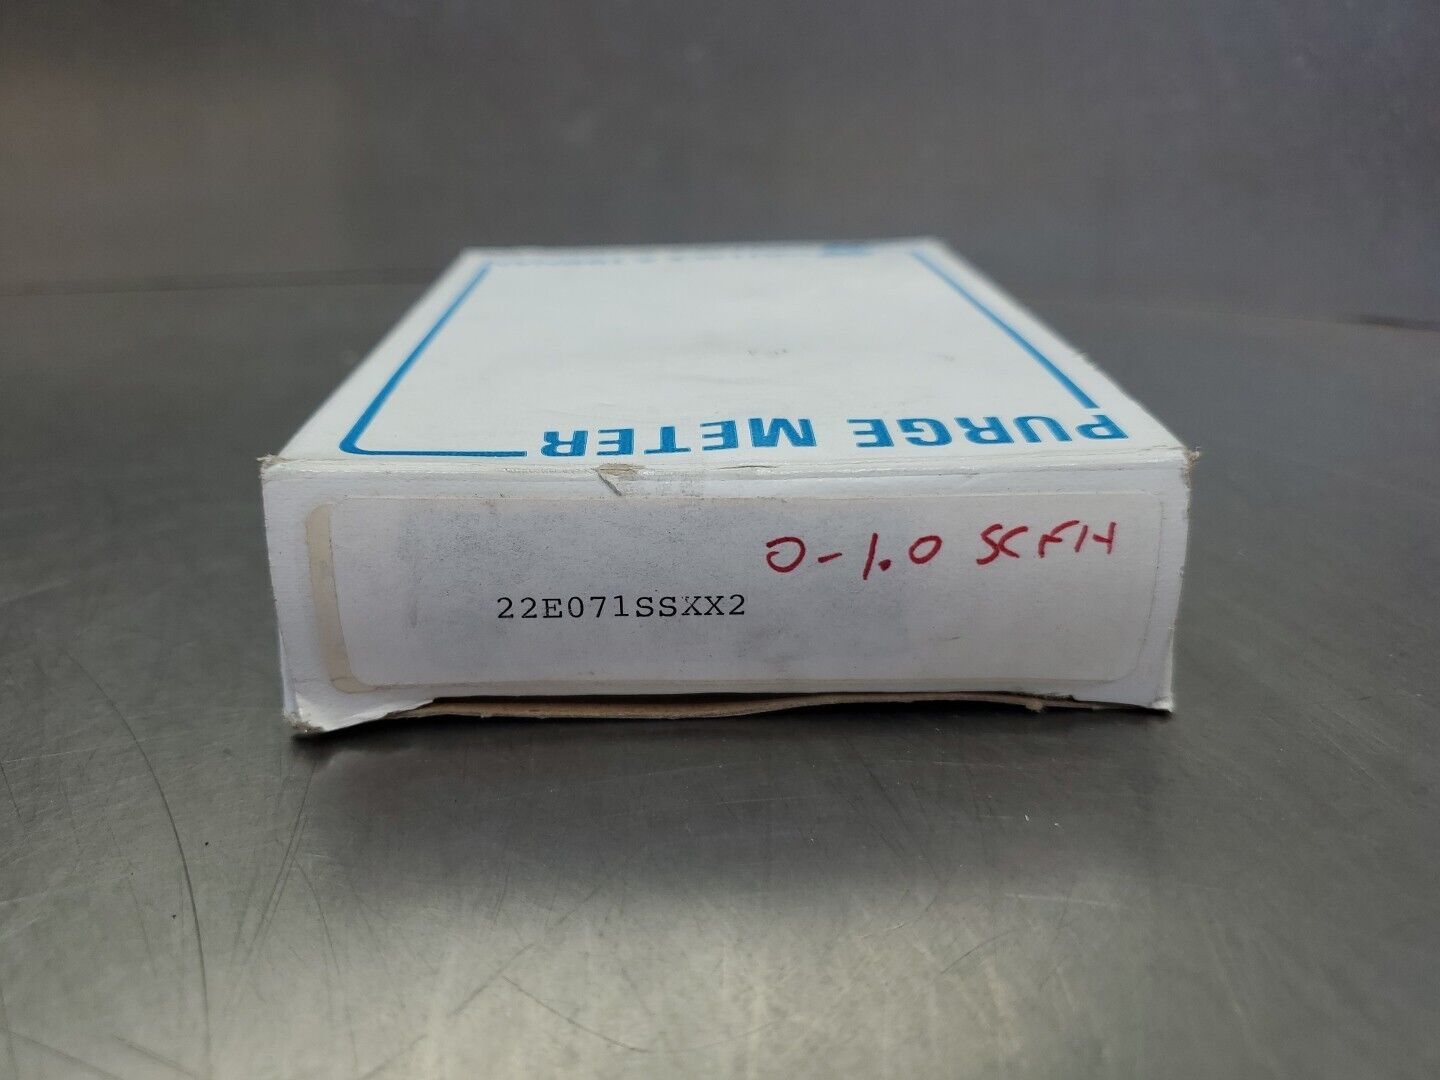 PURGE METER
0-1.0 SCFH
22E071SSXX2